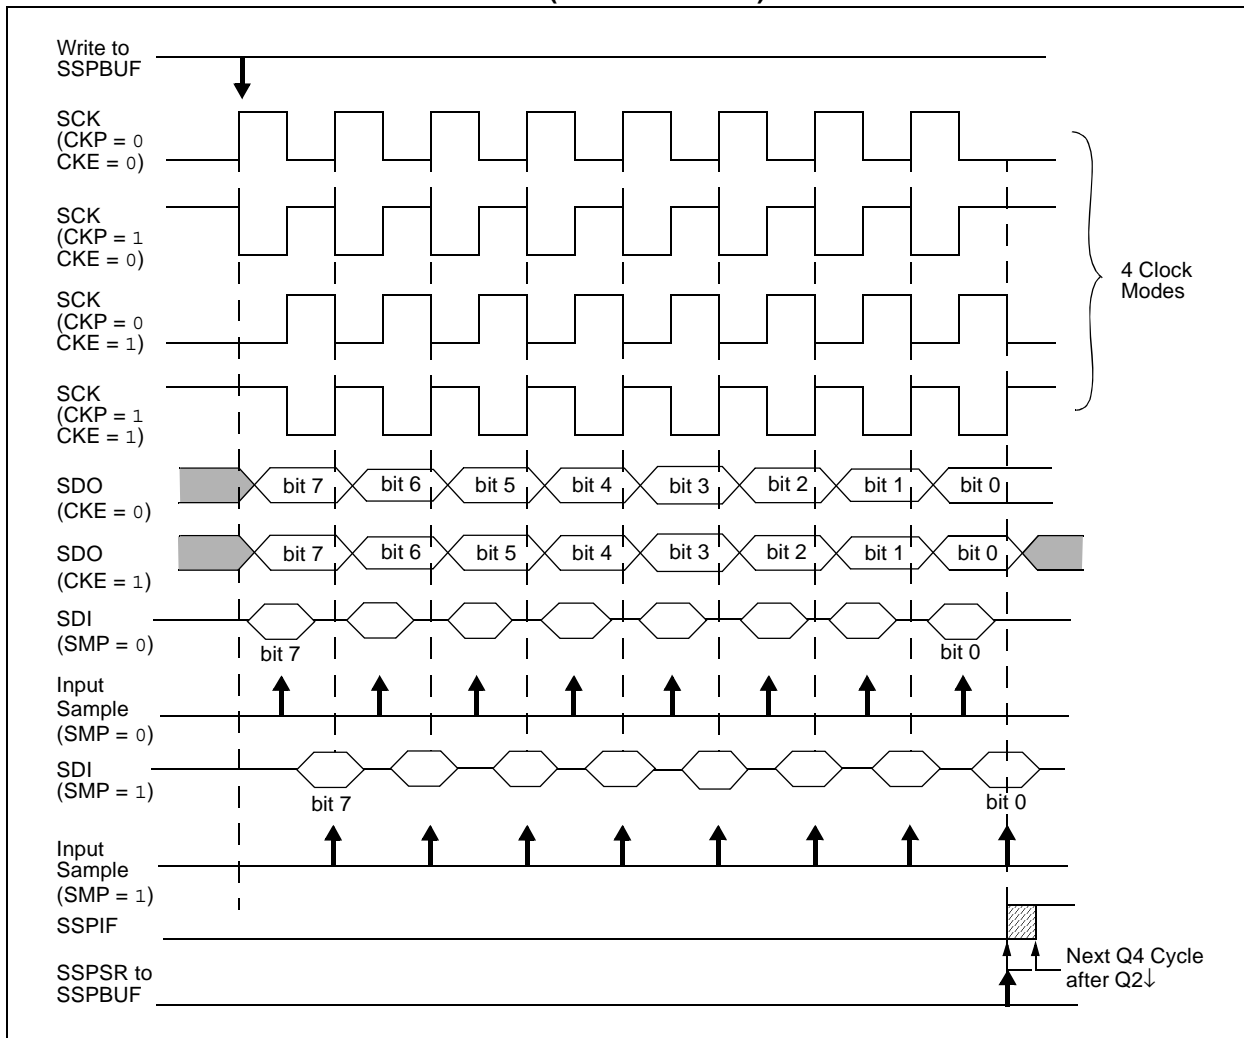 Write to
SSPBUF
SCK
(CKP = 0
CKE = 0)
SCK
(CKP = 1
CKE = 0)
SCK
(CKP = 0
CKE = 1)
SCK
(CKP = 1
CKE = 1)
4 Clock
Modes
SDO
(CKE = 0)
bit 7 bit 6 bit 5 bit 4 bit 3 bit 2 bit 1 bit 0
SDO
(CKE = 1)
bit 7 bit 6 bit 5 bit 4 bit 3 bit 2 bit 1 bit 0
SDI
(SMP = 0)
bit 7 bit 0
Input
Sample
(SMP = 0)
SDI
(SMP = 1)
bit 7 bit 0
Input
Sample
(SMP = 1)
SSPIF
Next Q4 Cycle
after Q2↓
SSPSR to
SSPBUF